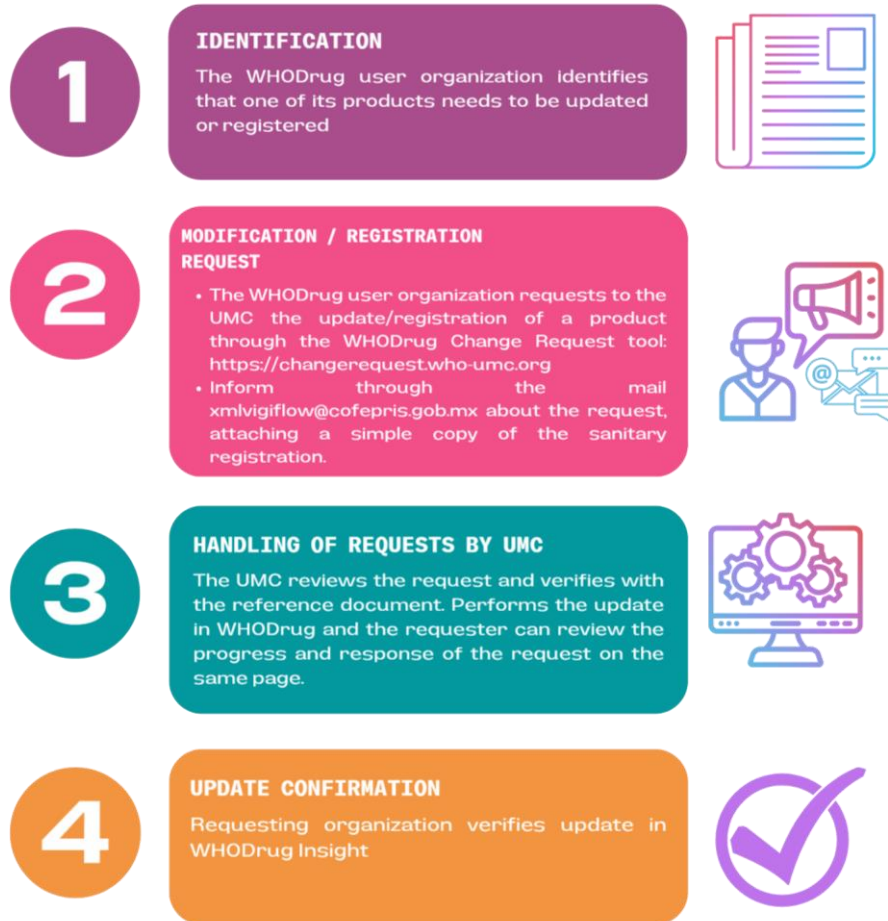 1
IDENTIFICATION
The WHODrug user organization identifies
that one of its products needs to be updated
or registered
2
MODIFICATION / REGISTRATION
REQUEST
• The WHODrug user organization requests to the
UMC the update/registration of a product
through the WHODrug Change Request tool:
https://changerequest.who-umc.org
• Inform through the mail
xmlvigiflow@cofepris.gob.mx about the request,
attaching a simple copy of the sanitary
registration.
@
3
HANDLING OF REQUESTS BY UMC
The UMC reviews the request and verifies with
the reference document. Performs the update
in WHODrug and the requester can review the
progress and response of the request on the
same page.
4
UPDATE CONFIRMATION
Requesting organization verifies update in
WHODrug Insight